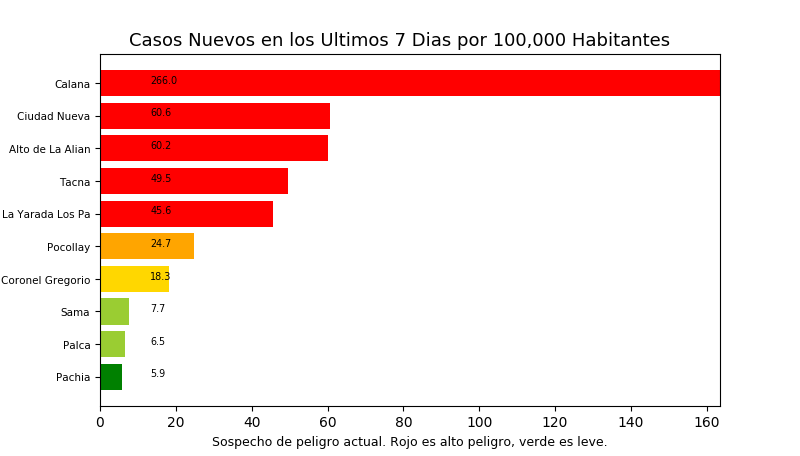 Casos Nuevos en los Ultimos 7 Dias por 100,000 Habitantes
Calana 266.0
Ciudad Nueva 60.6
Alto de La Alian 60.2
Tacna 49.5
La Yarada Los Pa 45.6
Pocollay 24.7
Coronel Gregorio 18.3
Sama 7.7
Palca 6.5
Pachia 5.9
0 20 40 60 80 100 120 140 160
Sospecho de peligro actual. Rojo es alto peligro, verde es leve.